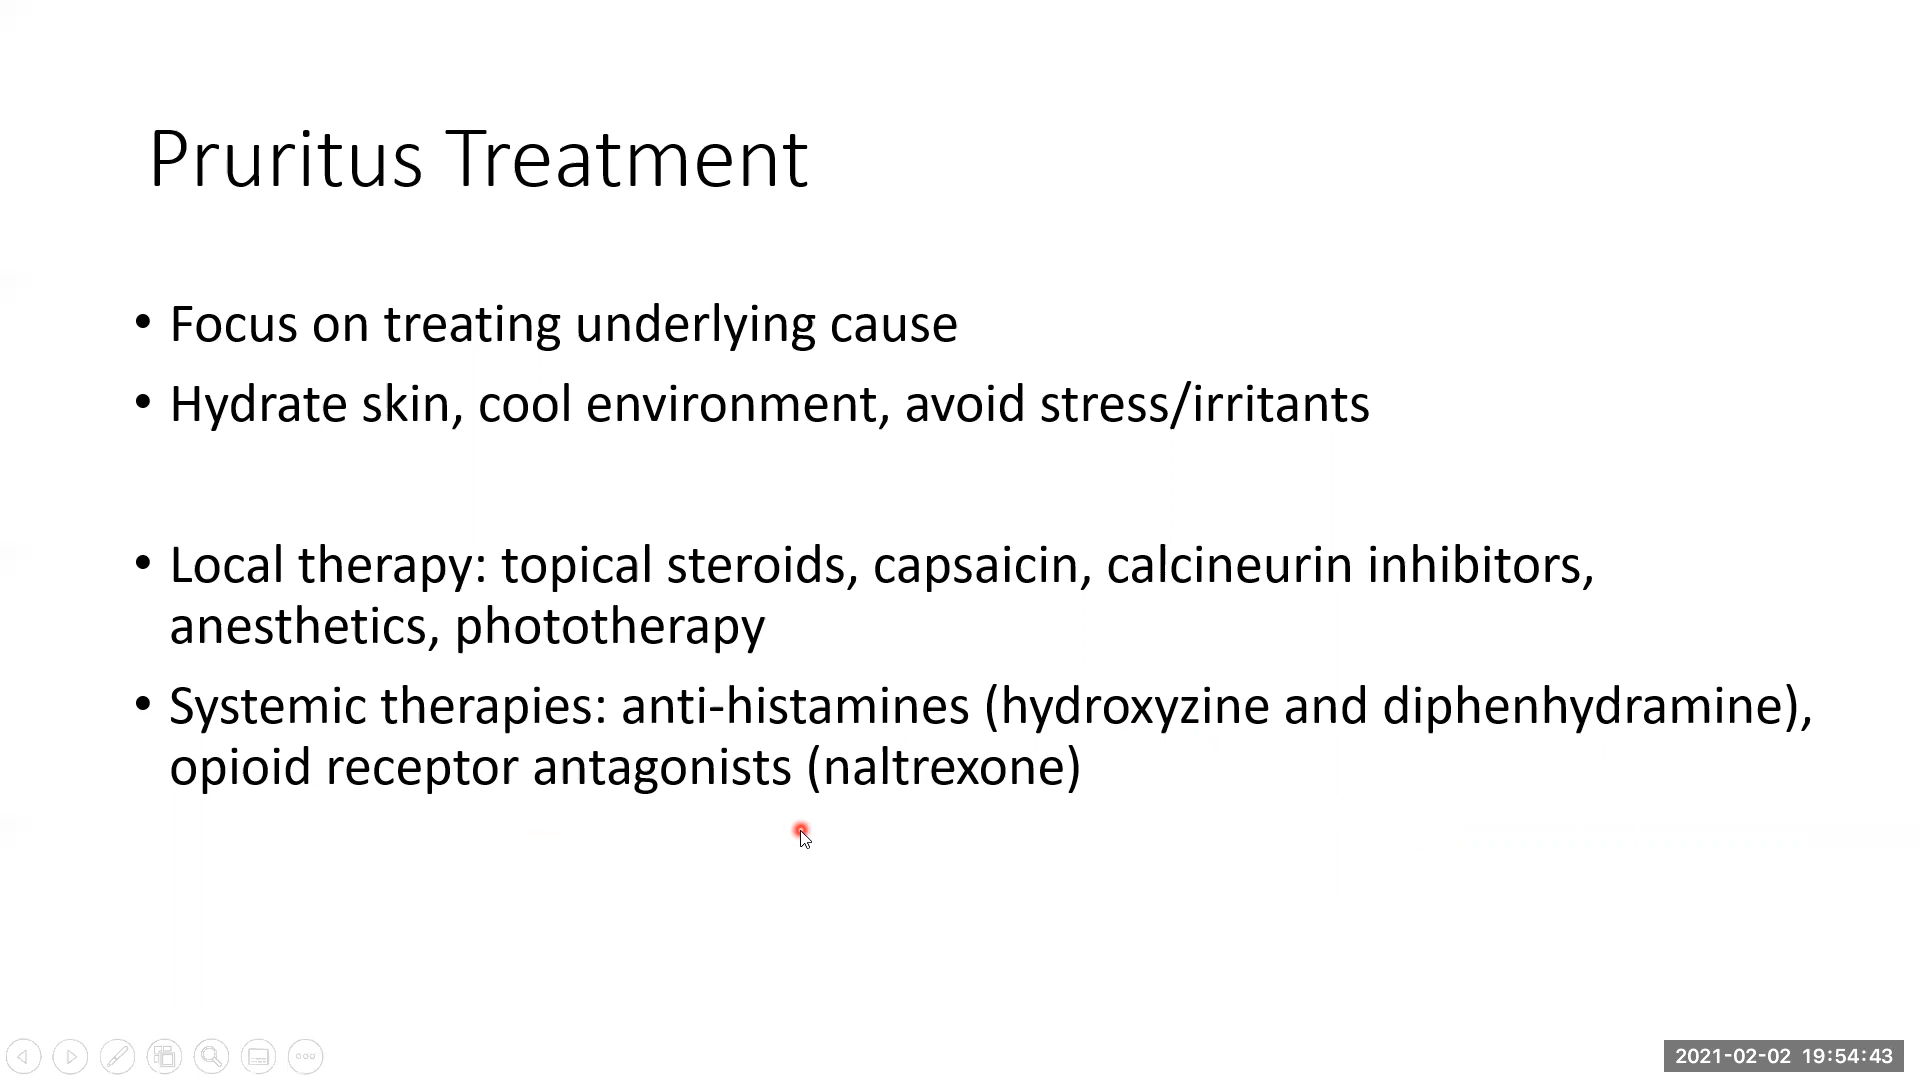 Pruritus Treatment
• Focus on treating underlying cause
• Hydrate skin, cool environment, avoid stress/irritants
• Local therapy: topical steroids, capsaicin, calcineurin inhibitors,
anesthetics, phototherapy
• Systemic therapies: anti-histamines (hydroxyzine and diphenhydramine),
opioid receptor antagonists (naltrexone)
2021-02-02 19:54:43